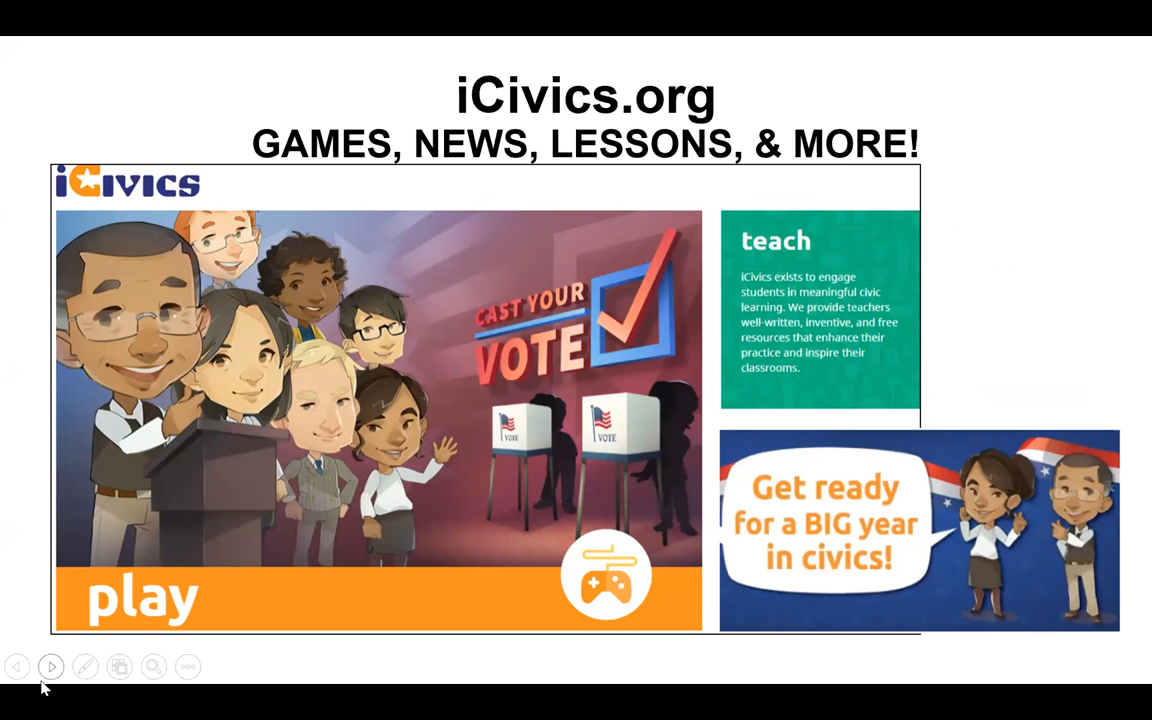 iCivics.org
GAMES, NEWS, LESSONS, & MORE!
iCivics
CAST YOUR
VOTE
VOTE
VOTE
play
teach
iCivics exists to engage
students in meaningful civic
learning. We provide teachers
well-written, inventive, and free
resources that enhance their
practice and inspire their
classrooms.
Get ready
for a BIG year
in civics!